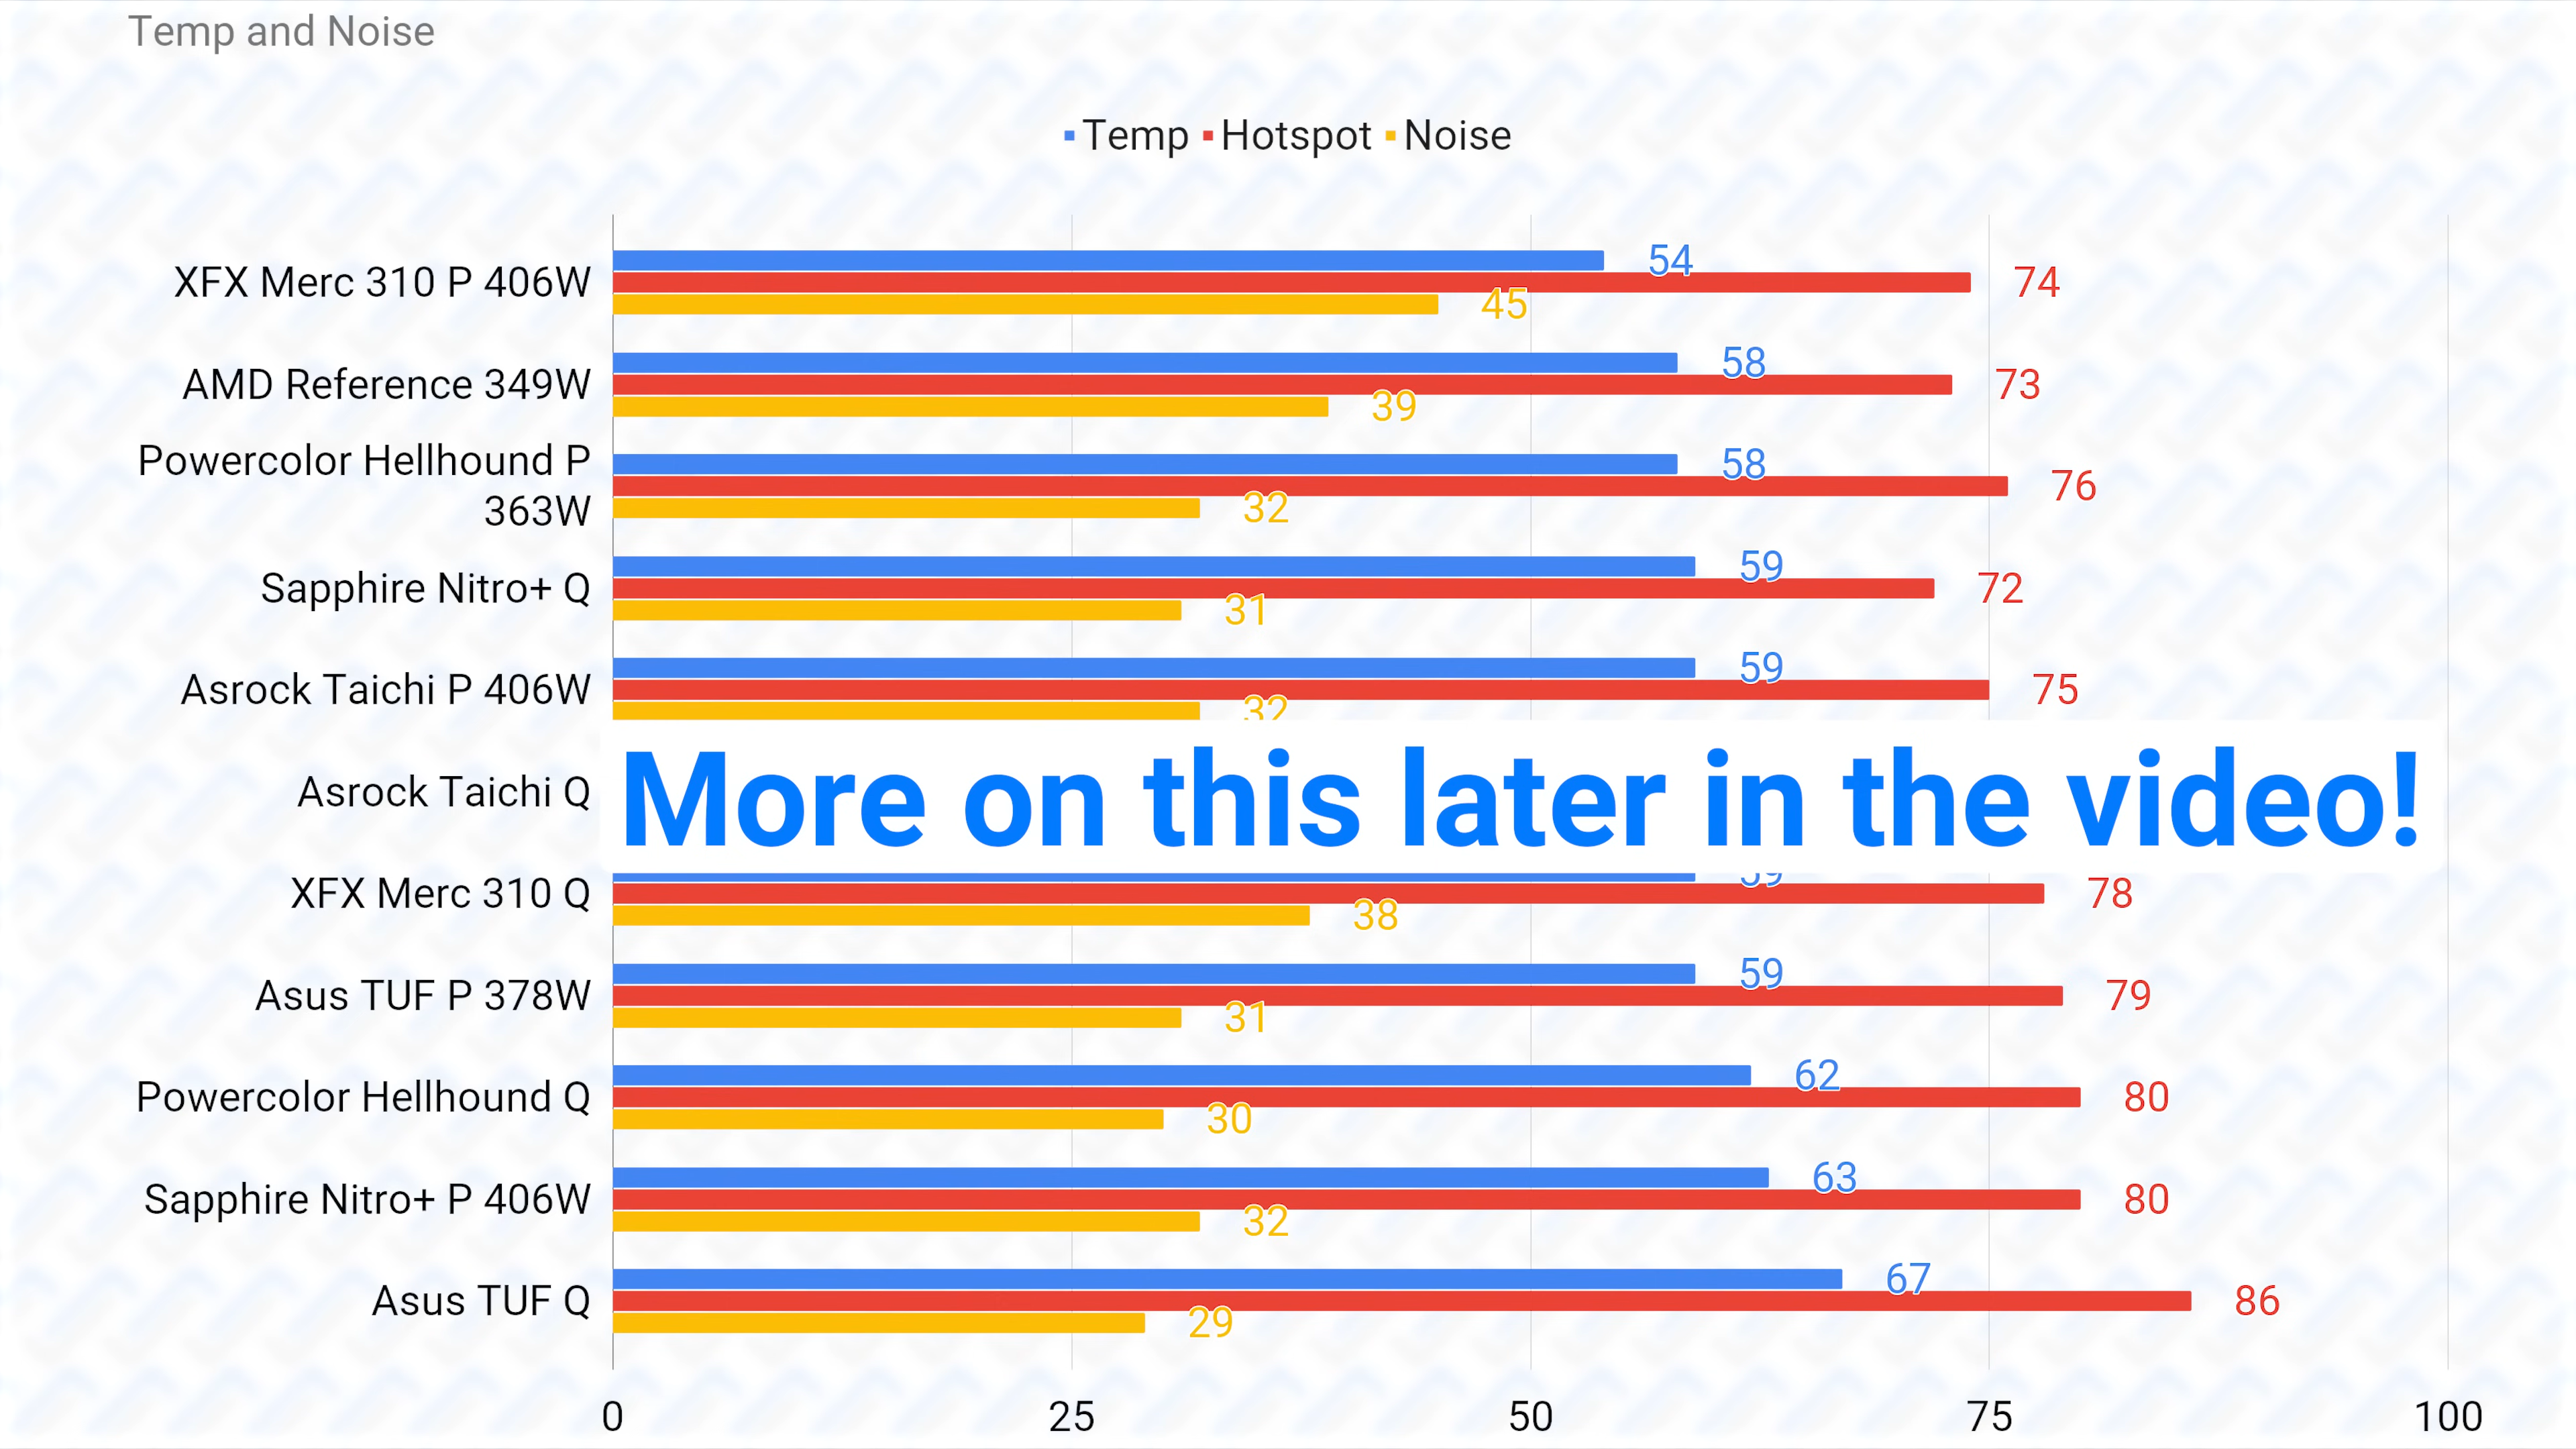 Temp and Noise
Temp Hotspot Noise
XFX Merc 310 P 406W
54
74
45
AMD Reference 349W
58
73
39
Powercolor Hellhound P
363W
58
76
32
Sapphire Nitro+ Q
59
72
31
Asrock Taichi P 406W
59
75
32
Asrock Taichi Q
More on this later in the video!
XFX Merc 310 Q
59
78
38
Asus TUF P 378W
59
79
31
Powercolor Hellhound Q
62
80
30
Sapphire Nitro+ P 406W
63
80
32
Asus TUF Q
67
86
29
0 25 50 75 100